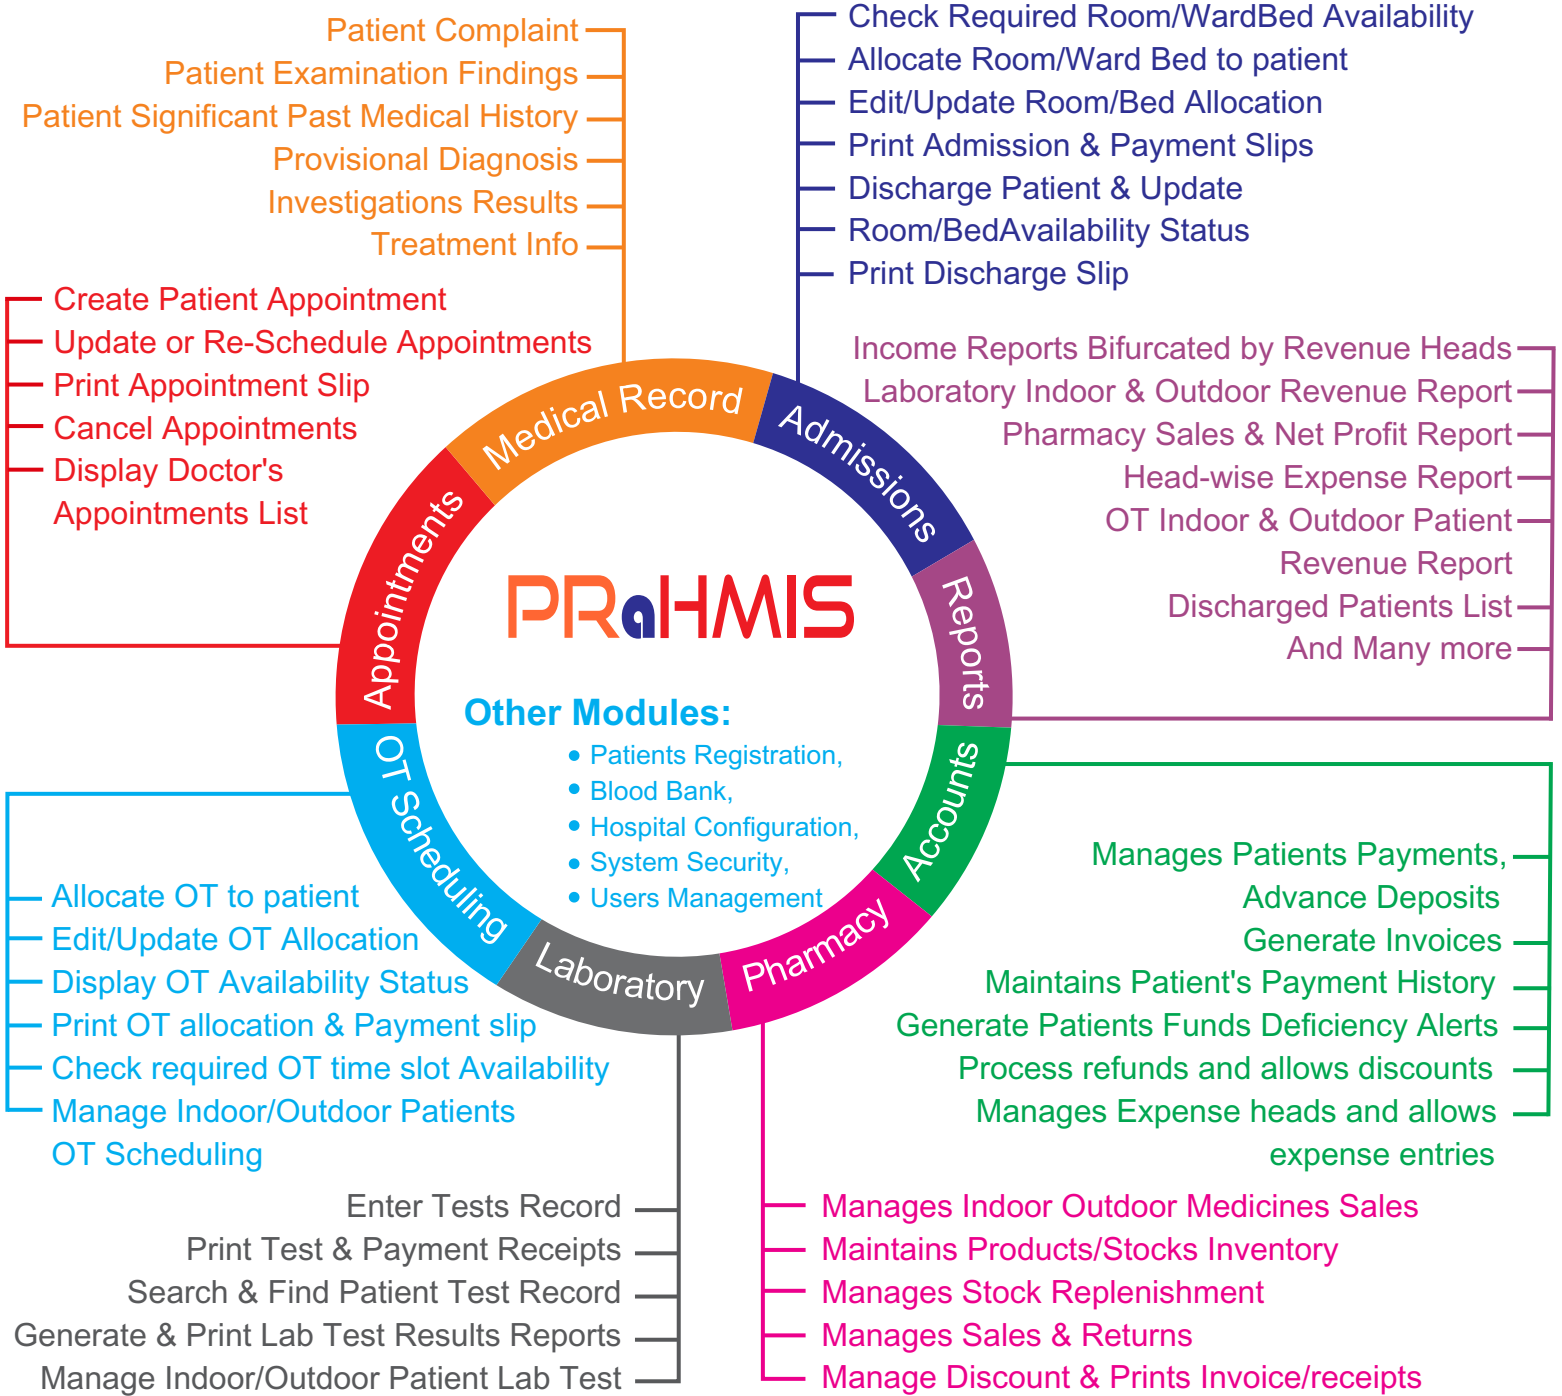 Patient Complaint
Patient Examination Findings
Patient Significant Past Medical History
Provisional Diagnosis
Investigations Results
Treatment Info
Check Required Room/WardBed Availability
Allocate Room/Ward Bed to patient
Edit/Update Room/Bed Allocation
Print Admission & Payment Slips
Discharge Patient & Update
Room/BedAvailability Status
Print Discharge Slip
Create Patient Appointment
Update or Re-Schedule Appointments
Print Appointment Slip
Cancel Appointments
Display Doctor's
Appointments List
Income Reports Bifurcated by Revenue Heads
Laboratory Indoor & Outdoor Revenue Report
Pharmacy Sales & Net Profit Report
Head-wise Expense Report
OT Indoor & Outdoor Patient
Revenue Report
Discharged Patients List
And Many more
Medical Record
Admissions
Reports
Accounts
Pharmacy
Laboratory
OT Scheduling
Appointments
PRaHMIS
Other Modules:
• Patients Registration,
• Blood Bank,
• Hospital Configuration,
• System Security,
• Users Management
Allocate OT to patient
Edit/Update OT Allocation
Display OT Availability Status
Print OT allocation & Payment slip
Check required OT time slot Availability
Manage Indoor/Outdoor Patients
OT Scheduling
Manages Patients Payments,
Advance Deposits
Generate Invoices
Maintains Patient's Payment History
Generate Patients Funds Deficiency Alerts
Process refunds and allows discounts
Manages Expense heads and allows
expense entries
Enter Tests Record
Print Test & Payment Receipts
Search & Find Patient Test Record
Generate & Print Lab Test Results Reports
Manage Indoor/Outdoor Patient Lab Test
Manages Indoor Outdoor Medicines Sales
Maintains Products/Stocks Inventory
Manages Stock Replenishment
Manages Sales & Returns
Manage Discount & Prints Invoice/receipts